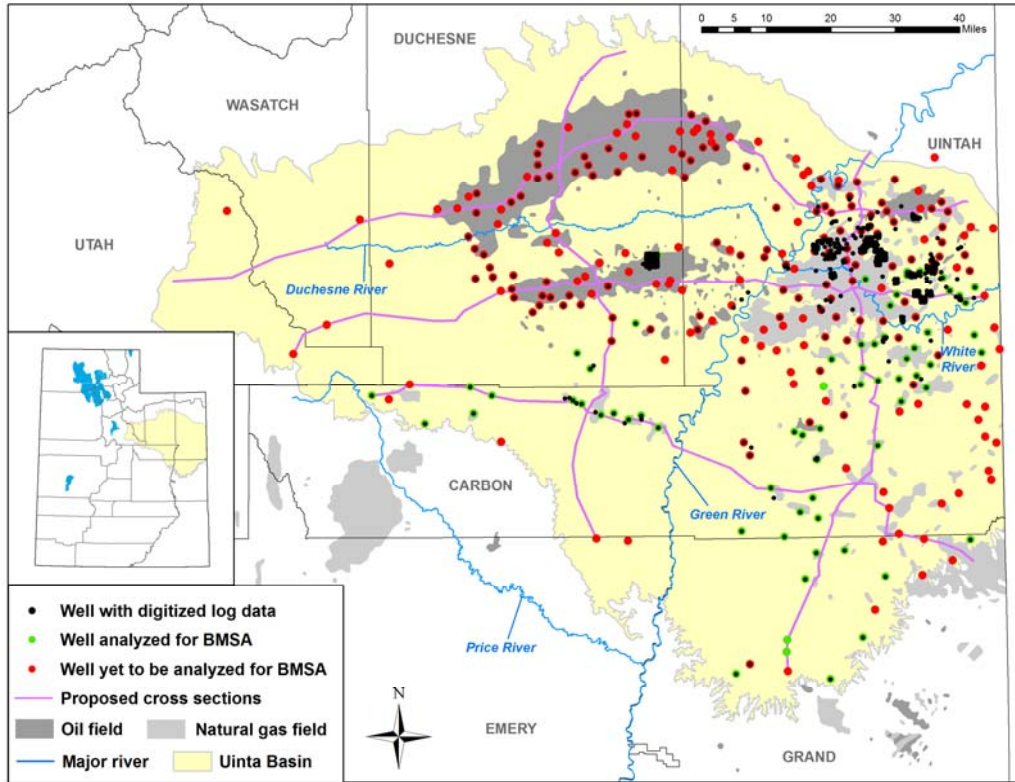 DUCHESNE
0 5 10 20 30 40
Miles
WASATCH
UINTAH
UTAH
Duchesne River
White
River
CARBON
Green River
Price River
EMERY
GRAND
N
Well with digitized log data
Well analyzed for BMSA
Well yet to be analyzed for BMSA
Proposed cross sections
Oil field
Natural gas field
Major river
Uinta Basin